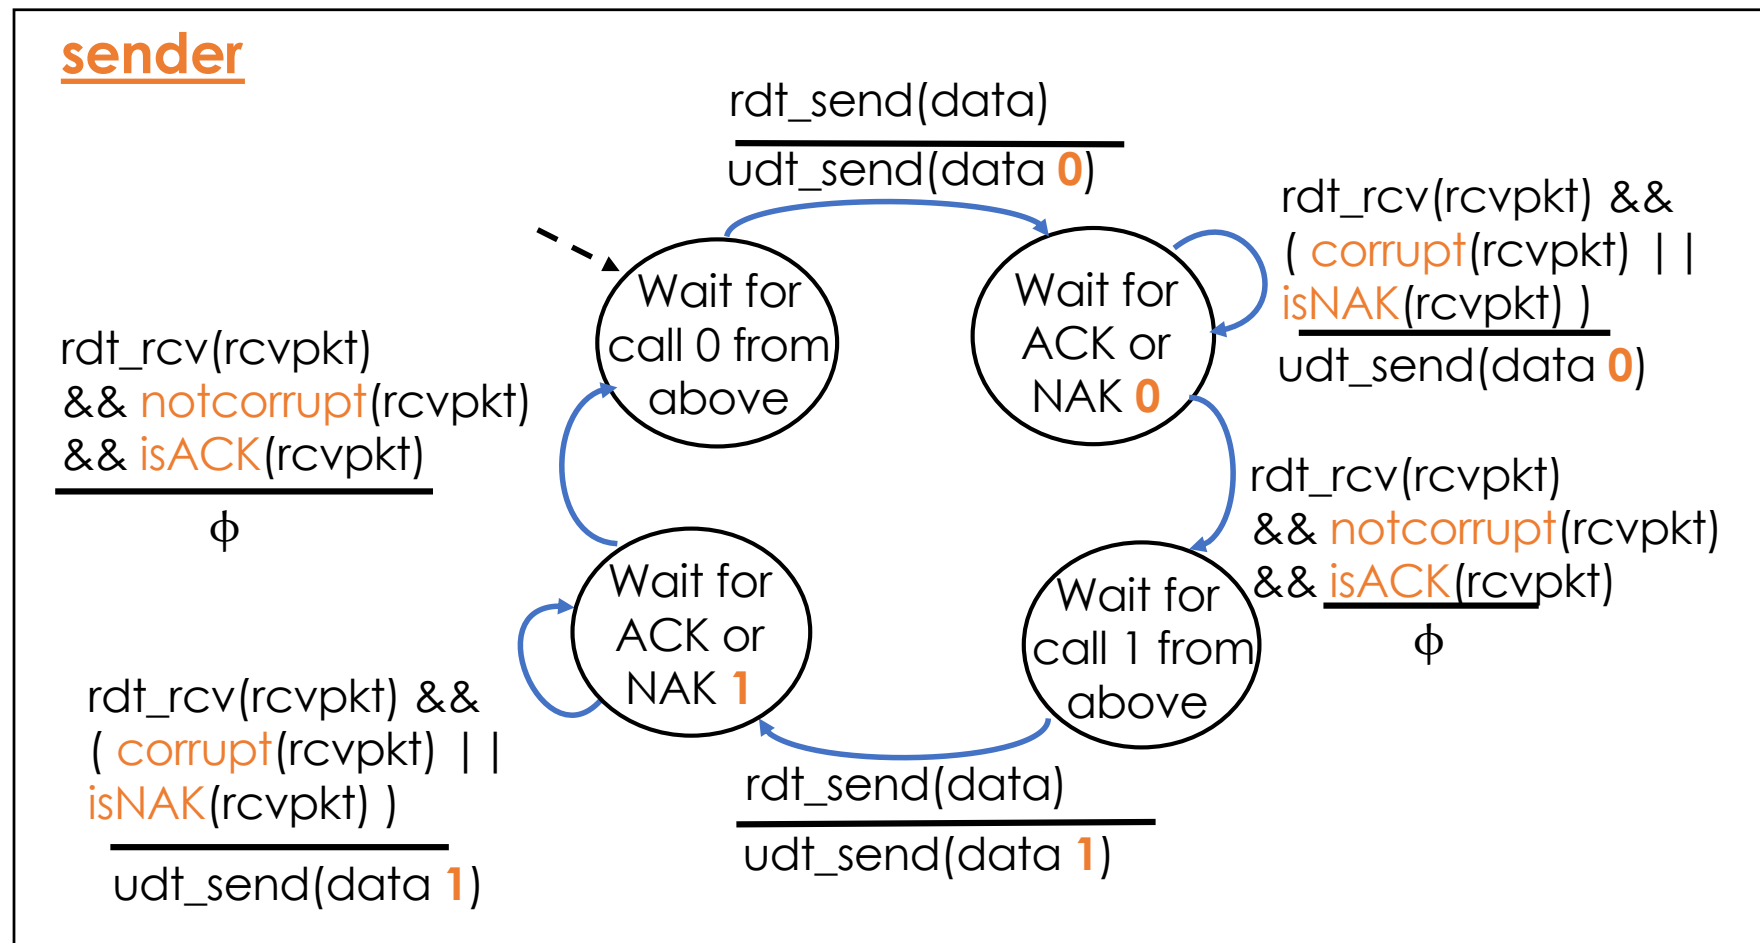 sender
rdt_send(data)
udt_send(data 0)
rdt_rcv(rcvpkt) &&
( corrupt(rcvpkt) ||
isNAK(rcvpkt) )
udt_send(data 0)
Wait for
call 0 from
above
Wait for
ACK or
NAK 0
rdt_rcv(rcvpkt)
&& notcorrupt(rcvpkt)
&& isACK(rcvpkt)
ϕ
rdt_rcv(rcvpkt)
&& notcorrupt(rcvpkt)
&& isACK(rcvpkt)
ϕ
Wait for
ACK or
NAK 1
Wait for
call 1 from
above
rdt_rcv(rcvpkt) &&
( corrupt(rcvpkt) ||
isNAK(rcvpkt) )
udt_send(data 1)
rdt_send(data)
udt_send(data 1)